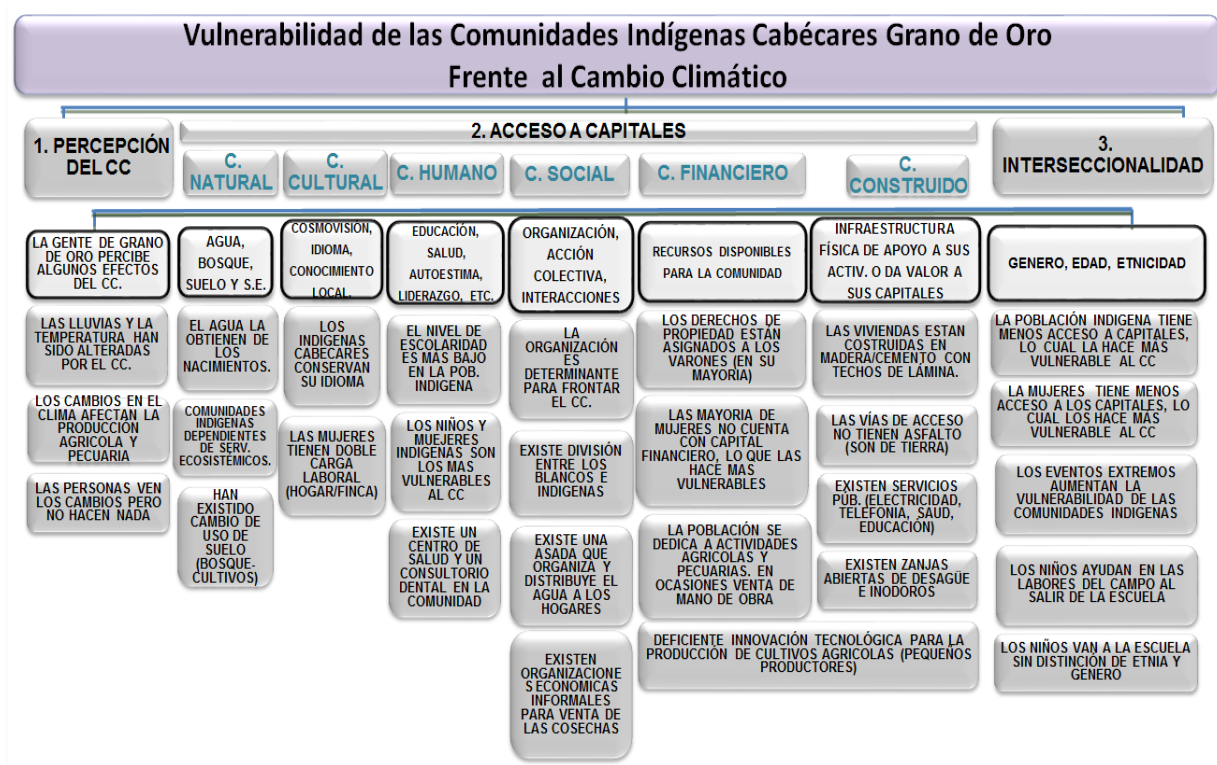 Vulnerabilidad de las Comunidades Indígenas Cabécares Grano de Oro
Frente al Cambio Climático
1. PERCEPCIÓN
DEL CC
2. ACCESO A CAPITALES
C.
NATURAL
C.
CULTURAL
C. HUMANO
C. SOCIAL
C. FINANCIERO
C.
CONSTRUIDO
3.
INTERSECCIONALIDAD
LA GENTE DE GRANO
DE ORO PERCIBE
ALGUNOS EFECTOS
DEL CC.
LAS LLUVIAS Y LA
TEMPERATURA HAN
SIDO ALTERADAS
POR EL CC.
LOS CAMBIOS EN EL
CLIMA AFECTAN LA
PRODUCCIÓN
AGRICOLA Y
PECUARIA
LAS PERSONAS VEN
LOS CAMBIOS PERO
NO HACEN NADA
AGUA,
BOSQUE,
SUELO Y S.E.
EL AGUA LA
OBTIENEN DE
LOS
NACIMIENTOS.
COMUNIDADES
INDIGENAS
DEPENDIENTES
DE SERV.
ECOSISTÉMICOS.
HAN
EXISTIDO
CAMBIO DE
USO DE
SUELO
(BOSQUE-
CULTIVOS)
COSMOVISIÓN,
IDIOMA,
CONOCIMIENTO
LOCAL.
LOS
INDIGENAS
CABECARES
CONSERVAN
SU IDIOMA
LAS MUJERES
TIENEN DOBLE
CARGA
LABORAL
(HOGAR/FINCA)
EDUCACIÓN,
SALUD,
AUTOESTIMA,
LIDERAZGO, ETC.
EL NIVEL DE
ESCOLARIDAD
ES MÁS BAJO
EN LA POB.
INDIGENA
LOS NIÑOS Y
MUEJERES
INDIGENAS SON
LOS MAS
VULNERABLES
AL CC
EXISTE UN
CENTRO DE
SALUD Y UN
CONSULTORIO
DENTAL EN LA
COMUNIDAD
ORGANIZACIÓN,
ACCIÓN
COLECTIVA,
INTERACCIONES
LA
ORGANIZACIÓN
ES
DETERMINANTE
PARA FRONTAR
EL CC.
EXISTE DIVISIÓN
ENTRE LOS
BLANCOS E
INDIGENAS
EXISTE UNA
ASADA QUE
ORGANIZA Y
DISTRIBUYE EL
AGUA A LOS
HOGARES
EXISTEN
ORGANIZACIONE
S ECONÓMICAS
INFORMALES
PARA VENTA DE
LAS COSECHAS
RECURSOS DISPONIBLES
PARA LA COMUNIDAD
LOS DERECHOS DE
PROPIEDAD ESTÁN
ASIGNADOS A LOS
VARONES (EN SU
MAYORIA)
LAS MAYORIA DE
MUJERES NO CUENTA
CON CAPITAL
FINANCIERO, LO QUE LAS
HACE MAS
VULNERABLES
LA POBLACIÓN SE
DEDICA A ACTIVIDADES
AGRICOLAS Y
PECUARIAS. EN
OCASIONES VENTA DE
MANO DE OBRA
DEFICIENTE INNOVACIÓN TECNOLÓGICA PARA LA
PRODUCCIÓN DE CULTIVOS AGRICOLAS (PEQUEÑOS
PRODUCTORES)
INFRAESTRUCTURA
FÍSICA DE APOYO A SUS
ACTIV. O DA VALOR A
SUS CAPITALES
LAS VIVIENDAS ESTAN
COSTRUIDAS EN
MADERA/CEMENTO CON
TECHOS DE LÁMINA.
LAS VÍAS DE ACCESO
NO TIENEN ASFALTO
(SON DE TIERRA)
EXISTEN SERVICIOS
PÚB. (ELECTRICIDAD,
TELEFONÍA, SAUD,
EDUCACIÓN)
EXISTEN ZANJAS
ABIERTAS DE DESAGÜE
E INODOROS
GENERO, EDAD, ETNICIDAD
LA POBLACIÓN INDIGENA TIENE
MENOS ACCESO A CAPITALES,
LO CUAL LA HACE MAS
VULNERABLE AL CC
LA MUJERES TIENE MENOS
ACCESO A LOS CAPITALES, LO
CUAL LOS HACE MAS
VULNERABLE AL CC
LOS EVENTOS EXTREMOS
AUMENTAN LA
VULNERABILIDAD DE LAS
COMUNIDADES INDIGENAS
LOS NIÑOS AYUDAN EN LAS
LABORES DEL CAMPO AL
SALIR DE LA ESCUELA
LOS NIÑOS VAN A LA ESCUELA
SIN DISTINCIÓN DE ETNIA Y
GENERO